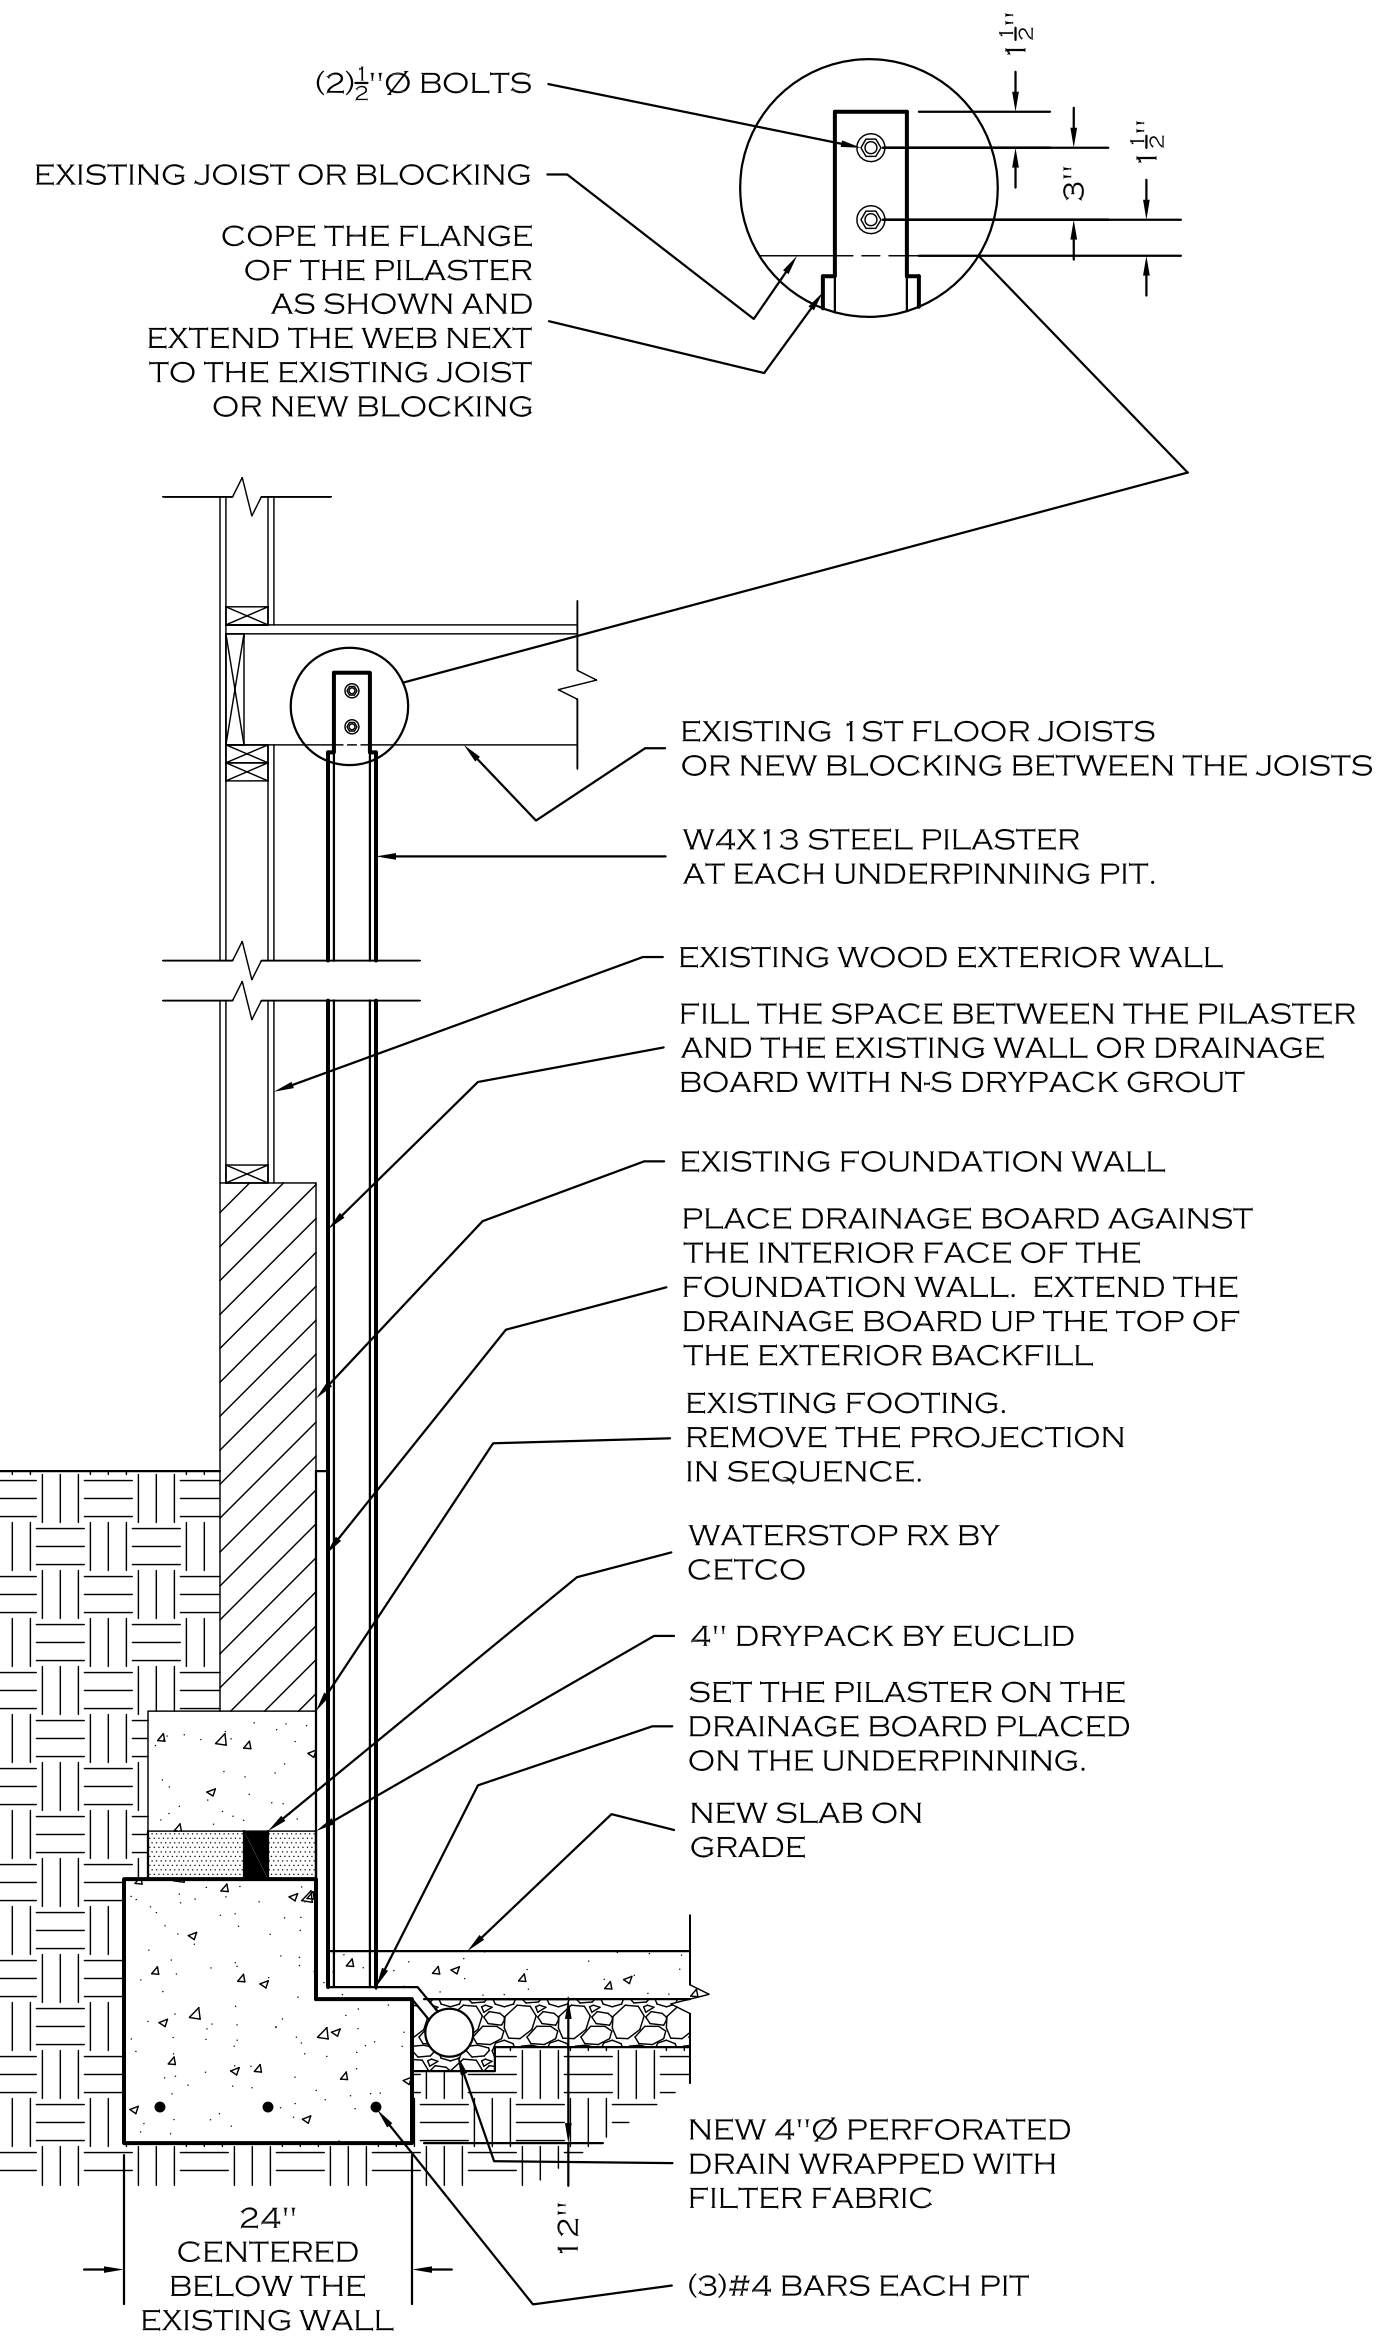 (2)½"Ø BOLTS
1½"
3"
1½"
EXISTING JOIST OR BLOCKING
COPE THE FLANGE
OF THE PILASTER
AS SHOWN AND
EXTEND THE WEB NEXT
TO THE EXISTING JOIST
OR NEW BLOCKING
EXISTING 1ST FLOOR JOISTS
OR NEW BLOCKING BETWEEN THE JOISTS
W4X13 STEEL PILASTER
AT EACH UNDERPINNING PIT.
EXISTING WOOD EXTERIOR WALL
FILL THE SPACE BETWEEN THE PILASTER
AND THE EXISTING WALL OR DRAINAGE
BOARD WITH N-S DRYPACK GROUT
EXISTING FOUNDATION WALL
PLACE DRAINAGE BOARD AGAINST
THE INTERIOR FACE OF THE
FOUNDATION WALL. EXTEND THE
DRAINAGE BOARD UP THE TOP OF
THE EXTERIOR BACKFILL
EXISTING FOOTING.
REMOVE THE PROJECTION
IN SEQUENCE.
WATERSTOP RX BY
CETCO
4" DRYPACK BY EUCLID
SET THE PILASTER ON THE
DRAINAGE BOARD PLACED
ON THE UNDERPINNING.
NEW SLAB ON
GRADE
NEW 4"Ø PERFORATED
DRAIN WRAPPED WITH
FILTER FABRIC
12"
(3)#4 BARS EACH PIT
24"
CENTERED
BELOW THE
EXISTING WALL